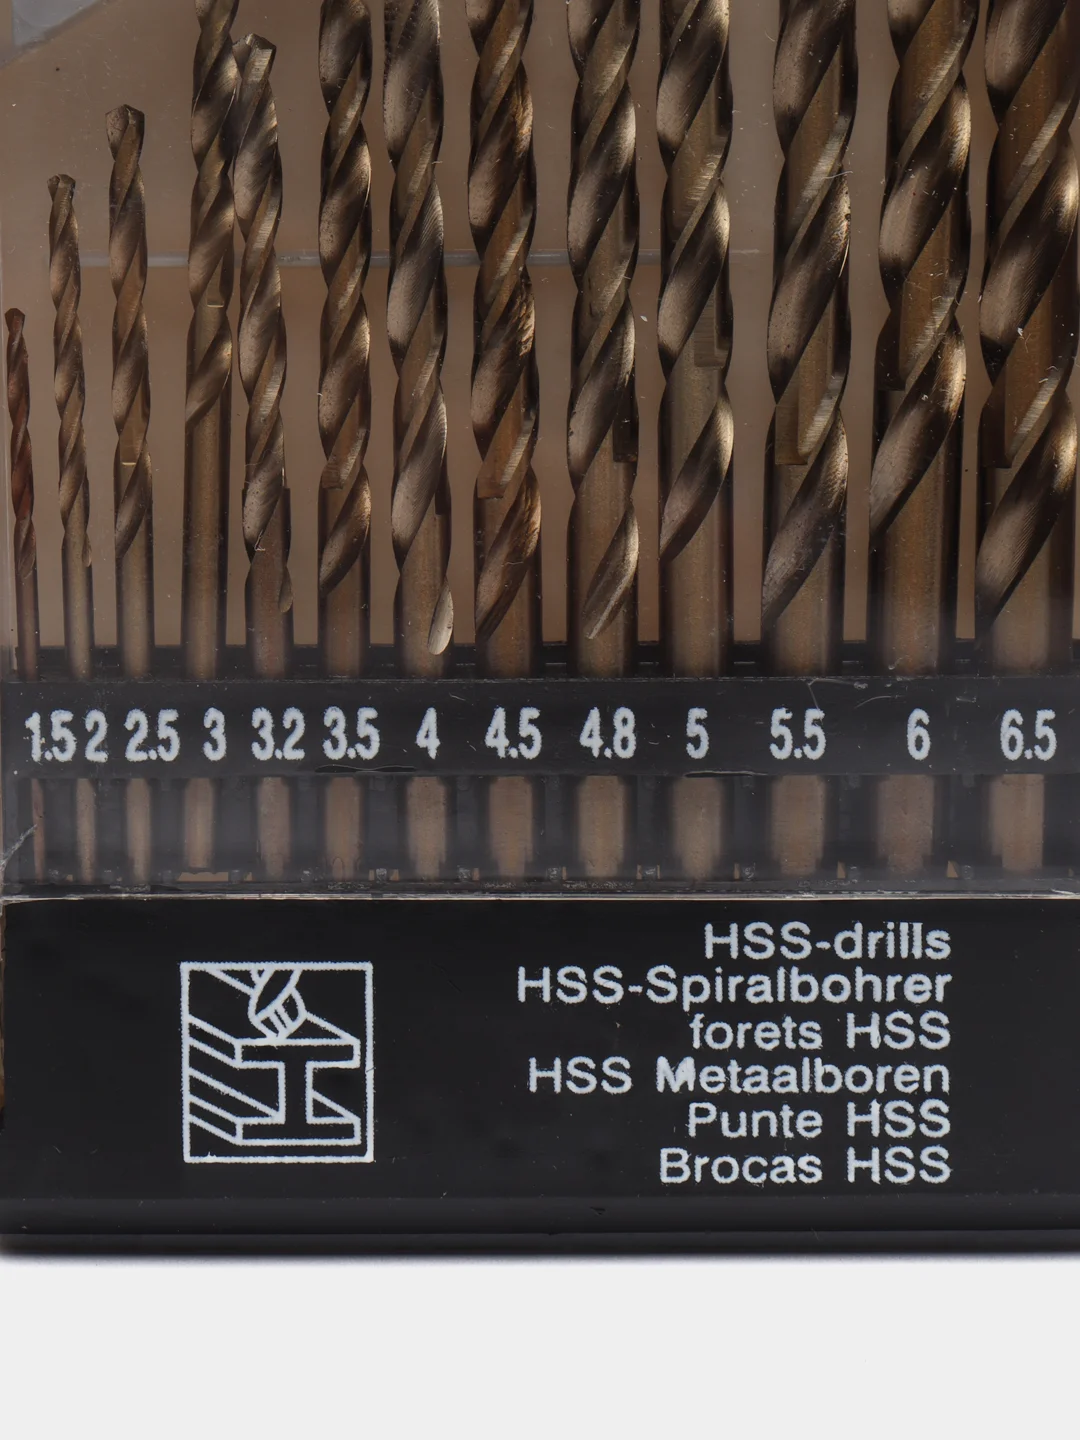 1.5 2 2.5 3 3.2 3.5 4 4.5 4.8 5 5.5 6 6.5
HSS-drills
HSS-Spiralbohrer
forets HSS
HSS Metaalboren
Punte HSS
Brocas HSS